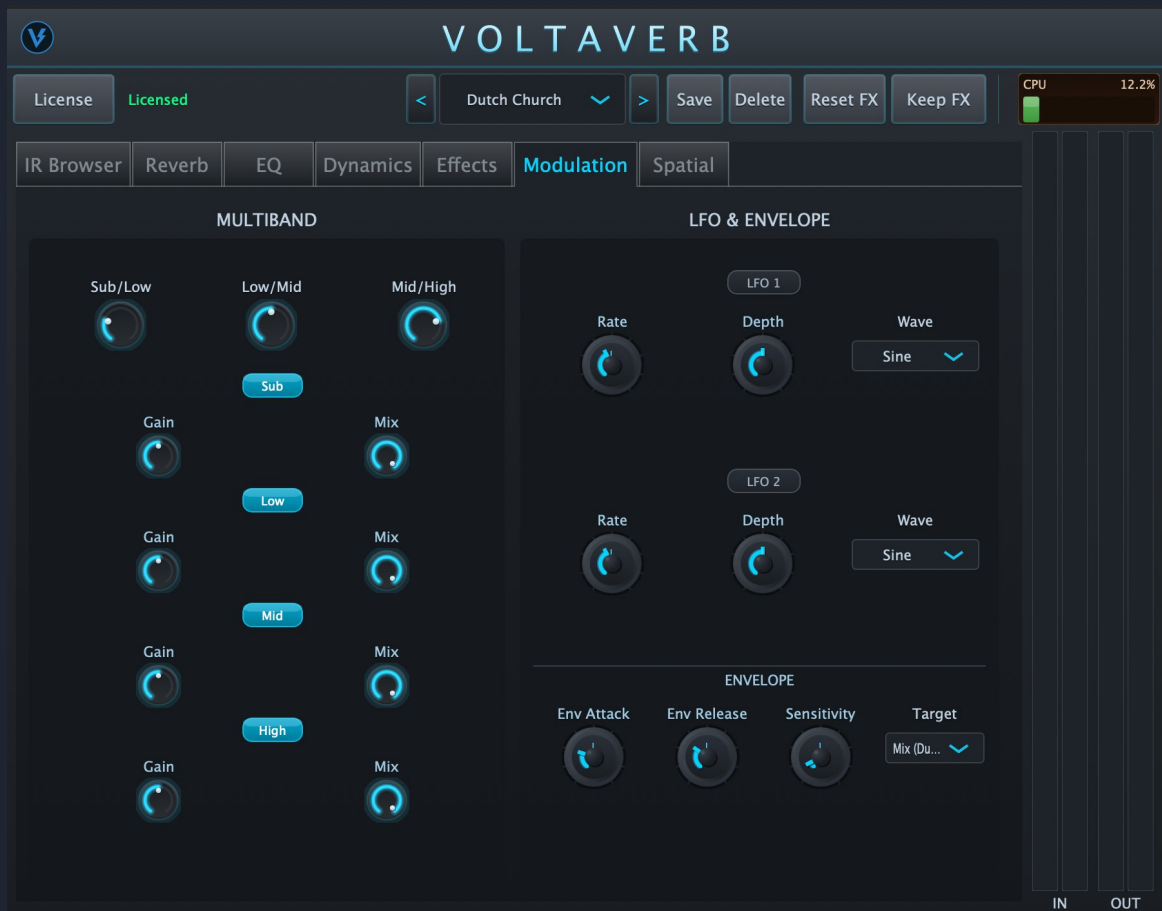 VOLTAVERB
License Licensed < Dutch Church > Save Delete Reset FX Keep FX CPU 12.2%
IR Browser Reverb EQ Dynamics Effects Modulation Spatial
MULTIBAND
Sub/Low Low/Mid Mid/High
Sub
Gain Mix
Low
Gain Mix
Mid
Gain Mix
High
Gain Mix
LFO & ENVELOPE
LFO 1
Rate Depth Wave
Sine
LFO 2
Rate Depth Wave
Sine
ENVELOPE
Env Attack Env Release Sensitivity Target
Mix (Du...
IN OUT